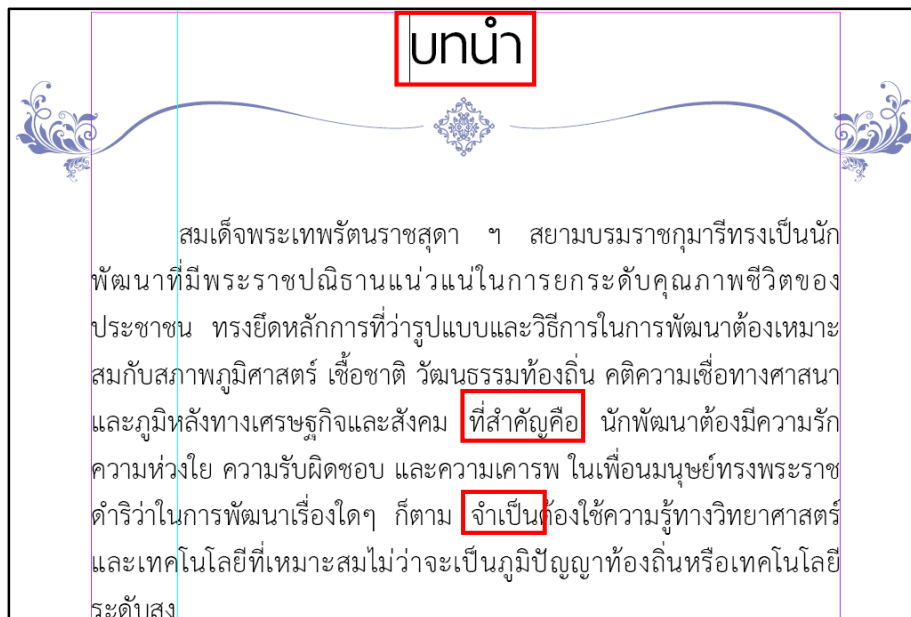 บทนำ
สมเด็จพระเทพรัตนราชสุดา ฯ สยามบรมราชกุมารีทรงเป็นนัก
พัฒนาที่มีพระราชปณิธานแน่วแน่ในการยกระดับคุณภาพชีวิตของ
ประชาชน ทรงยึดหลักการที่ว่ารูปแบบและวิธีการในการพัฒนาต้องเหมาะ
สมกับสภาพภูมิศาสตร์ เชื้อชาติ วัฒนธรรมท้องถิ่น คติความเชื่อทางศาสนา
และภูมิหลังทางเศรษฐกิจและสังคม ที่สำคัญคือ นักพัฒนาต้องมีความรัก
ความห่วงใย ความรับผิดชอบ และความเคารพ ในเพื่อนมนุษย์ทรงพระราช
ดำริว่าในการพัฒนาเรื่องใดๆ ก็ตาม จำเป็นต้องใช้ความรู้ทางวิทยาศาสตร์
และเทคโนโลยีที่เหมาะสมไม่ว่าจะเป็นภูมิปัญญาท้องถิ่นหรือเทคโนโลยี
ระดับสูง